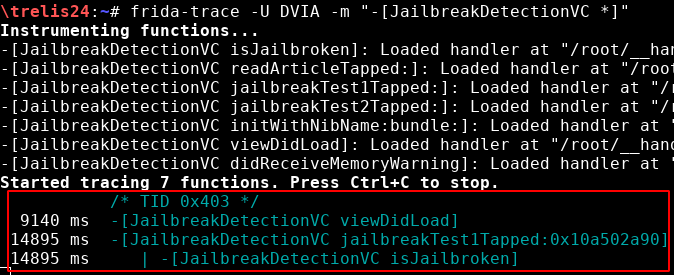 \trelis24:~# frida-trace -U DVIA -m "-[JailbreakDetectionVC *]"
Instrumenting functions...
-[JailbreakDetectionVC isJailbroken]: Loaded handler at "/root/__han
-[JailbreakDetectionVC readArticleTapped:]: Loaded handler at "/root
-[JailbreakDetectionVC jailbreakTest1Tapped:]: Loaded handler at "/r
-[JailbreakDetectionVC jailbreakTest2Tapped:]: Loaded handler at "/r
-[JailbreakDetectionVC initWithNibName:bundle:]: Loaded handler at "
-[JailbreakDetectionVC viewDidLoad]: Loaded handler at "/root/__hand
-[JailbreakDetectionVC didReceiveMemoryWarning]: Loaded handler at "
Started tracing 7 functions. Press Ctrl+C to stop.
/* TID 0x403 */
9140 ms -[JailbreakDetectionVC viewDidLoad]
14895 ms -[JailbreakDetectionVC jailbreakTest1Tapped:0x10a502a90]
14895 ms | -[JailbreakDetectionVC isJailbroken]